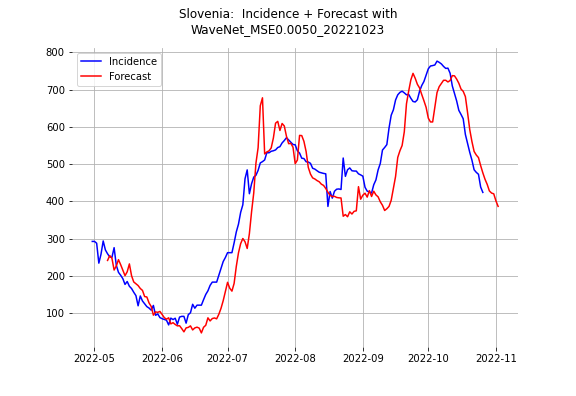 Slovenia:  Incidence + Forecast with
WaveNet_MSE0.0050_20221023
Incidence
Forecast
800
700
600
500
400
300
200
100
2022-05 2022-06 2022-07 2022-08 2022-09 2022-10 2022-11